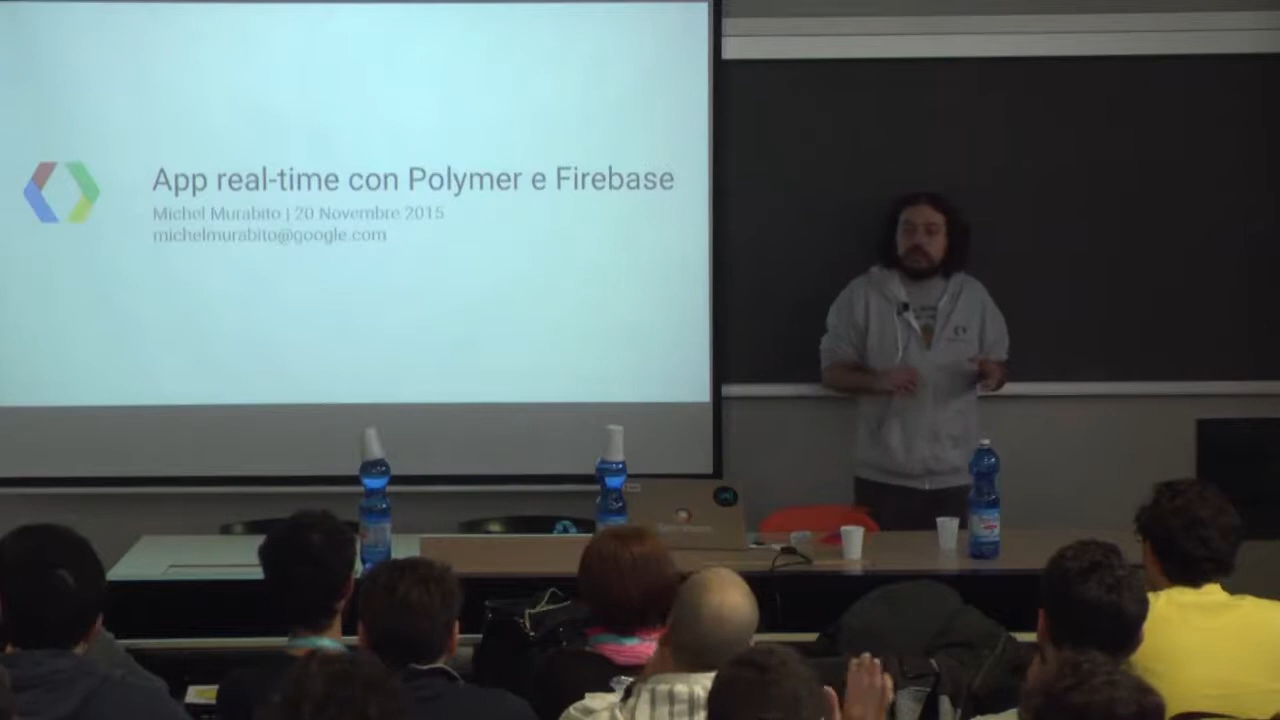 App real-time con Polymer e Firebase
Michel Murabito | 20 Novembre 2015
michelmurabito@google.com